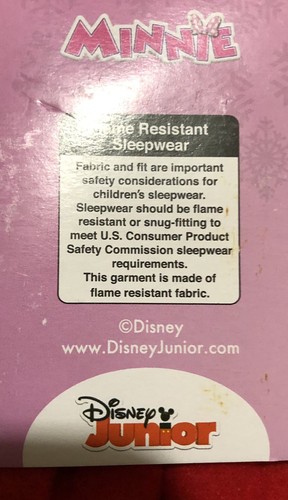 MINNIE
Flame Resistant
Sleepwear
Fabric and fit are important
safety considerations for
children's sleepwear.
Sleepwear should be flame
resistant or snug-fitting to
meet U.S. Consumer Product
Safety Commission sleepwear
requirements.
This garment is made of
flame resistant fabric.
©Disney
www.DisneyJunior.com
Disney
Junior